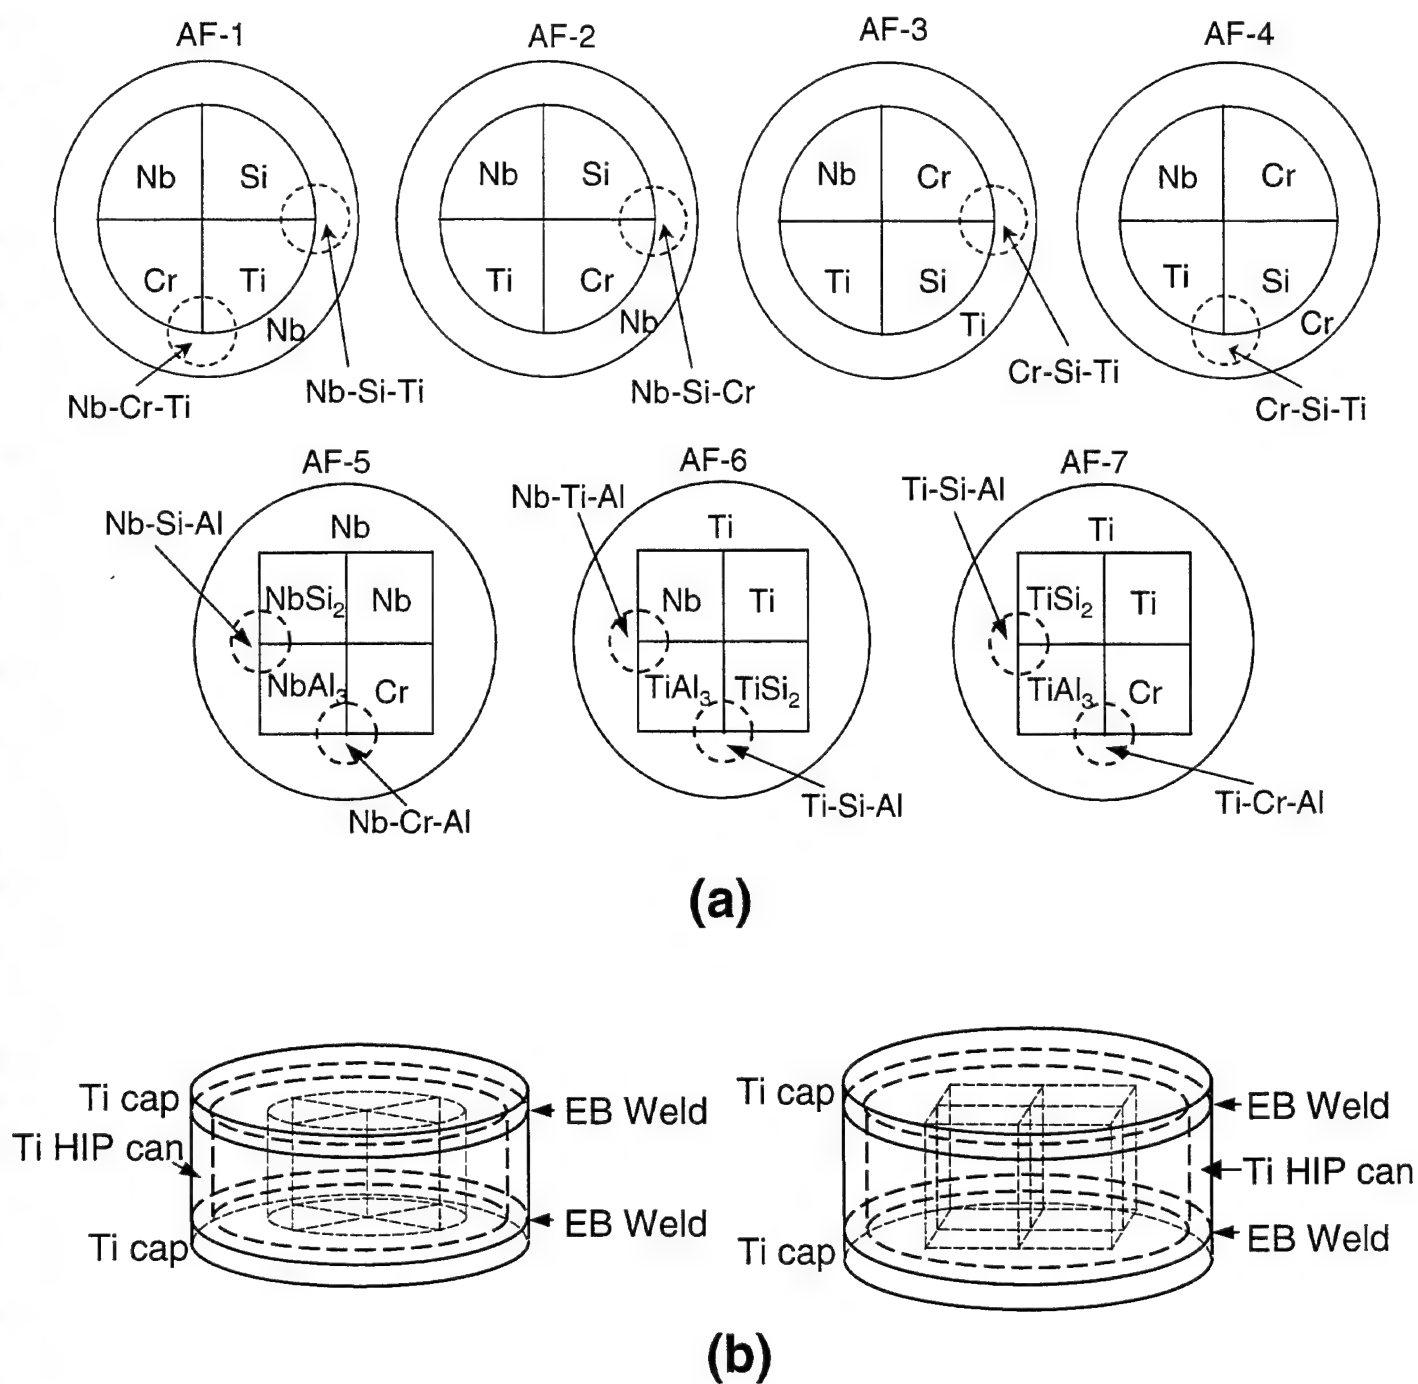 AF-1 AF-2 AF-3 AF-4
Nb Si Nb Si Nb Cr Nb Cr
Cr Ti Ti Cr Ti Si Ti Si
Nb Nb Ti Cr
Nb-Cr-Ti Nb-Si-Ti Nb-Si-Cr Cr-Si-Ti Cr-Si-Ti
AF-5 AF-6 AF-7
Nb-Si-Al Nb-Ti-Al Ti-Si-Al
Nb Ti Ti
NbSi₂ Nb Nb Ti TiSi₂ Ti
NbAl₃ Cr TiAl₃ TiSi₂ TiAl₃ Cr
Nb-Cr-Al Ti-Si-Al Ti-Cr-Al
(a)
Ti cap EB Weld Ti cap EB Weld
Ti HIP can Ti HIP can
Ti cap EB Weld Ti cap EB Weld
(b)